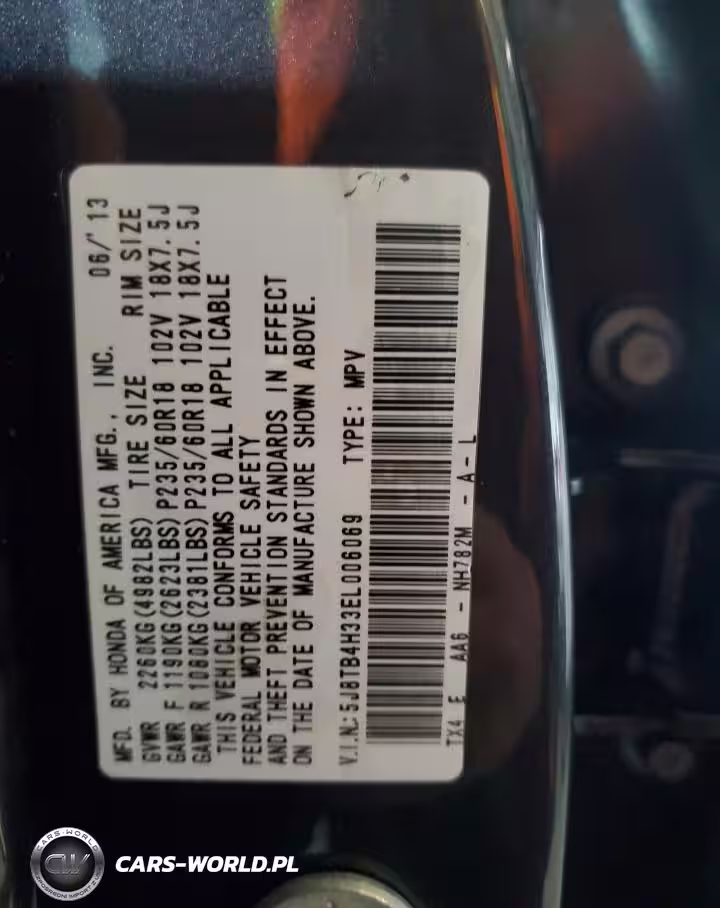 MFD. BY HONDA OF AMERICA MFG., INC. 06/'13
GVWR 2260KG(4982LBS) TIRE SIZE RIM SIZE
GAWR F 1190KG(2623LBS) P235/60R18 102V 18X7.5J
GAWR R 1080KG(2381LBS) P235/60R18 102V 18X7.5J
THIS VEHICLE CONFORMS TO ALL APPLICABLE
FEDERAL MOTOR VEHICLE SAFETY
AND THEFT PREVENTION STANDARDS IN EFFECT
ON THE DATE OF MANUFACTURE SHOWN ABOVE.
V.I.N.: 5J8TB4H33EL006069 TYPE: MPV
TX4 E AA6 - NH782M - A - L
CARS-WORLD
CW
CARS-WORLD.PL